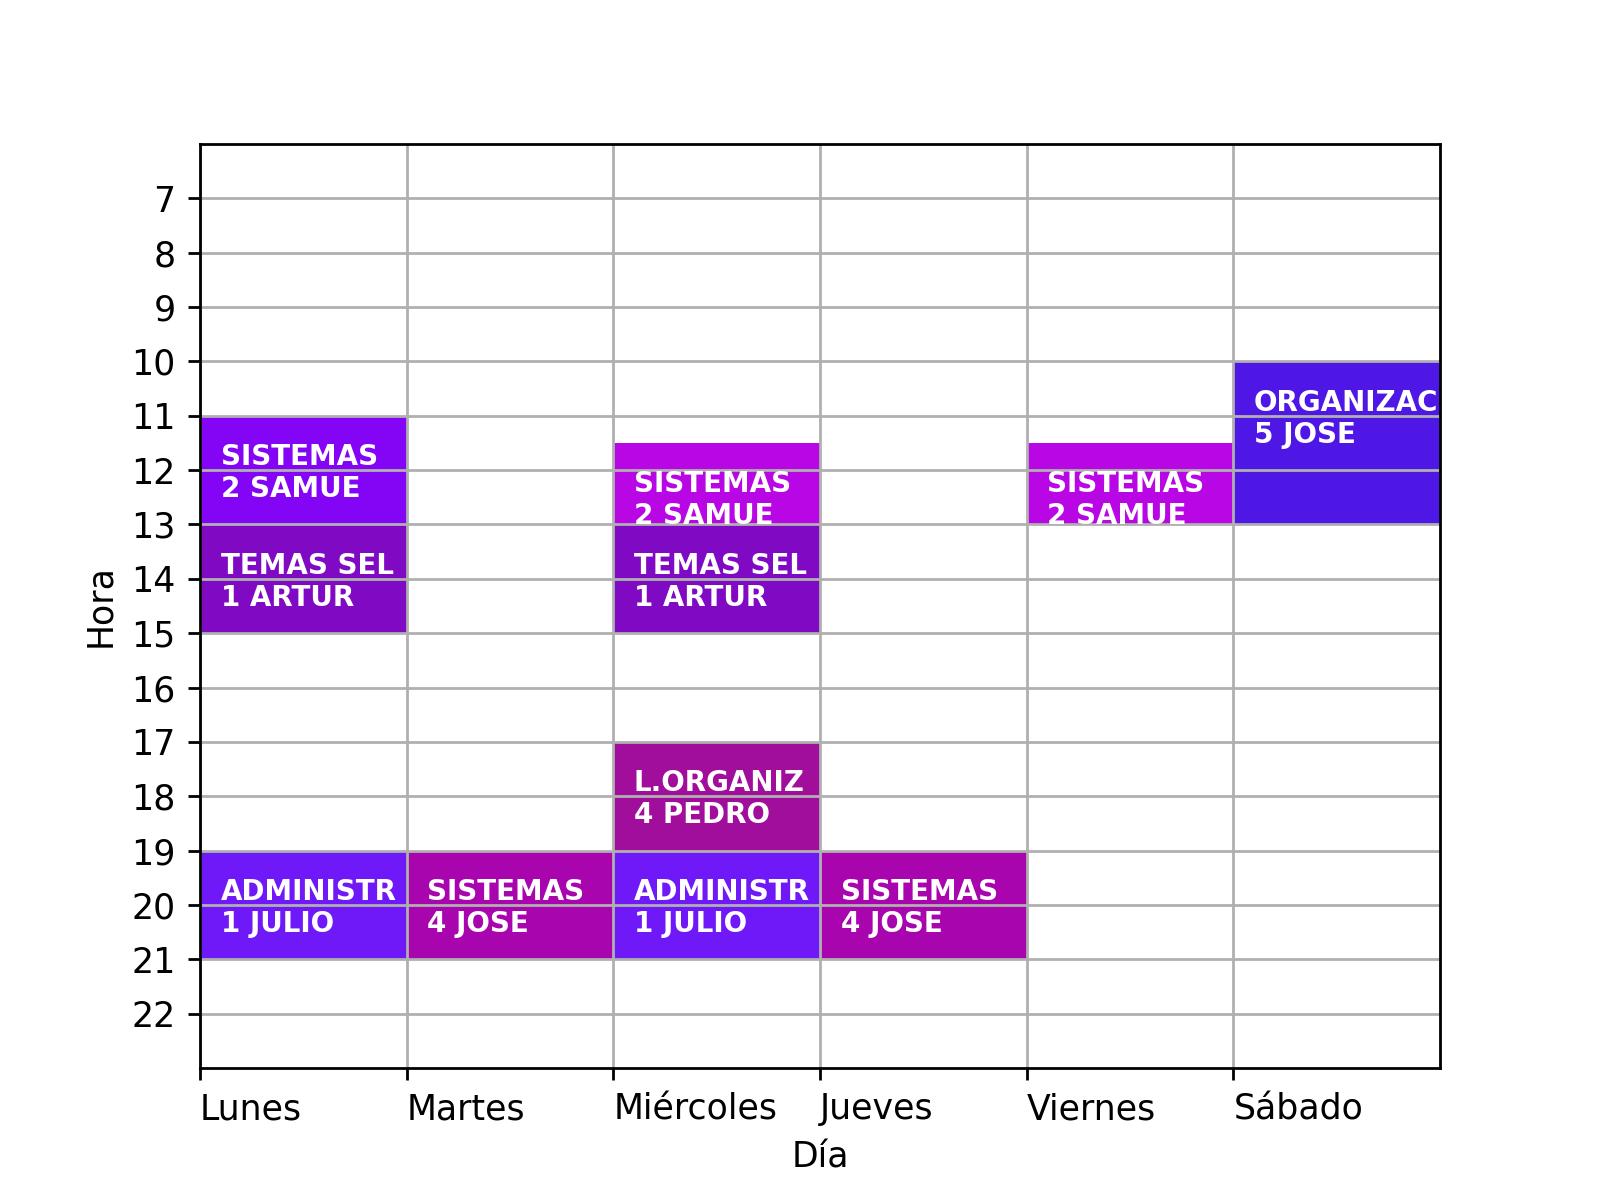 7
8
9
10
ORGANIZAC
5 JOSE
11
SISTEMAS
2 SAMUE
SISTEMAS
2 SAMUE
SISTEMAS
2 SAMUE
12
13
TEMAS SEL
1 ARTUR
TEMAS SEL
1 ARTUR
14
15
16
17
L.ORGANIZ
4 PEDRO
18
19
ADMINISTR
1 JULIO
SISTEMAS
4 JOSE
ADMINISTR
1 JULIO
SISTEMAS
4 JOSE
20
21
22
Hora
Lunes Martes Miércoles Jueves Viernes Sábado
Día